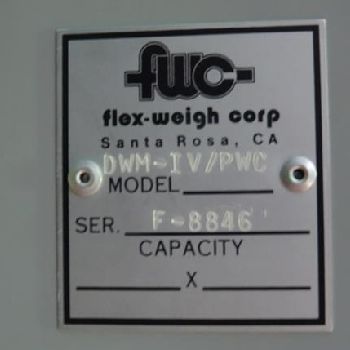 fwc
flex-weigh corp
Santa Rosa, CA
DWM-IV/PWC
MODEL
SER. F-8846
CAPACITY
X